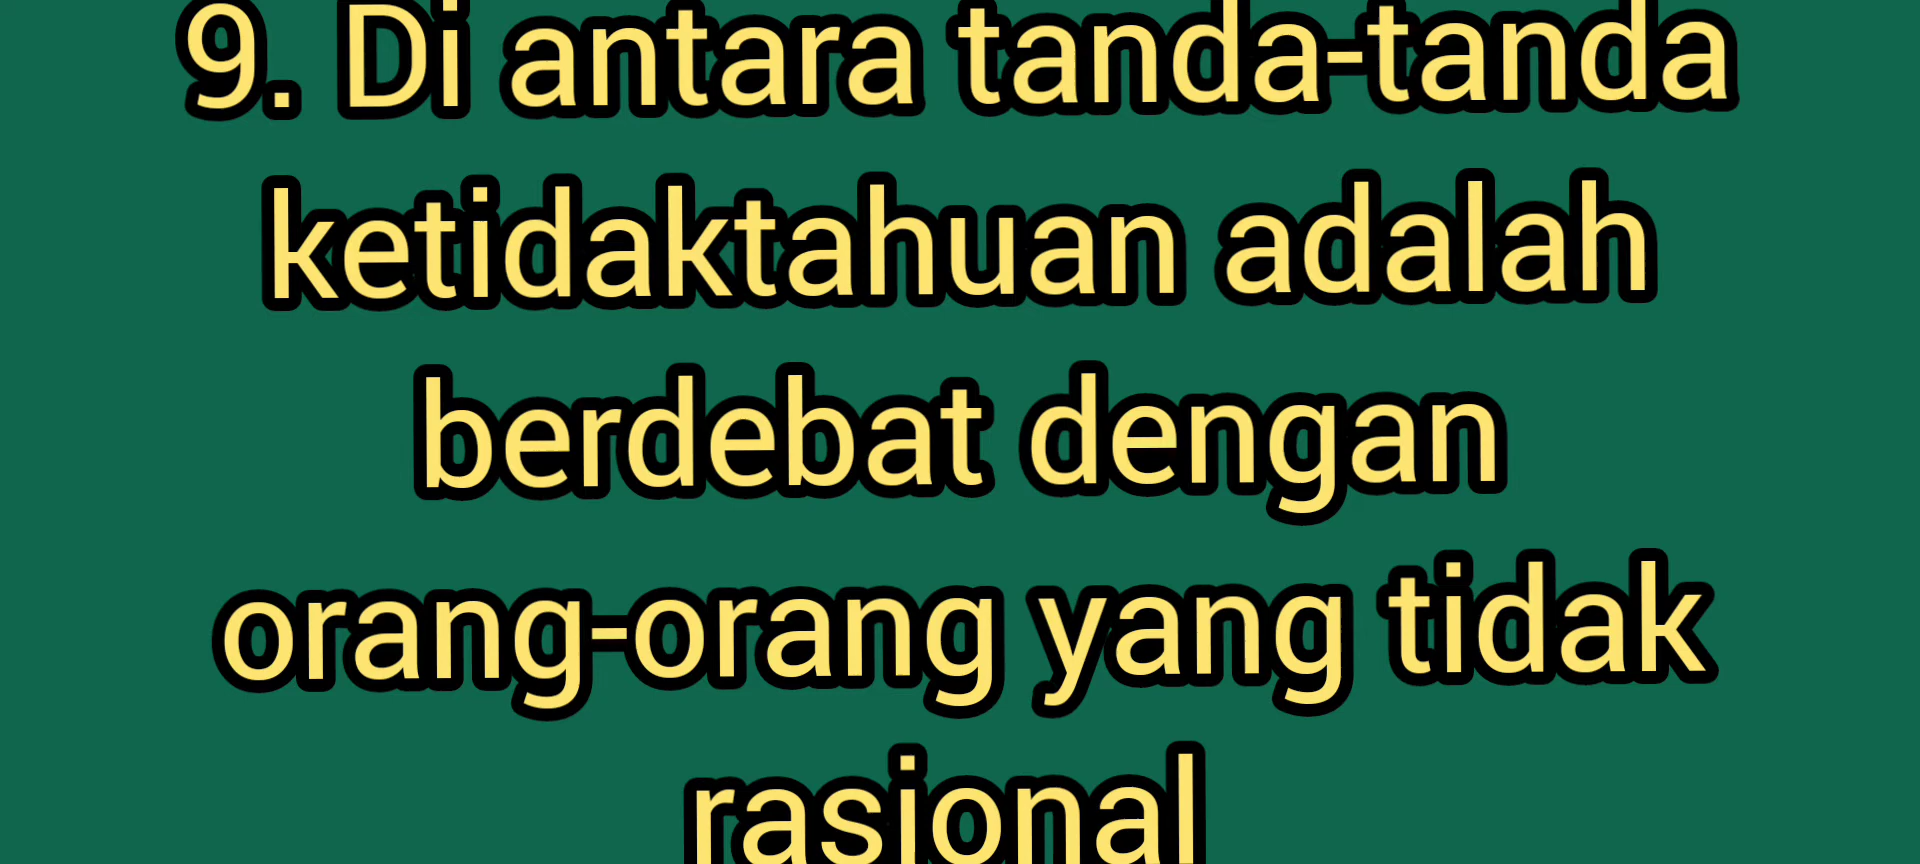 9. Di antara tanda-tanda
ketidaktahuan adalah
berdebat dengan
orang-orang yang tidak
rasional